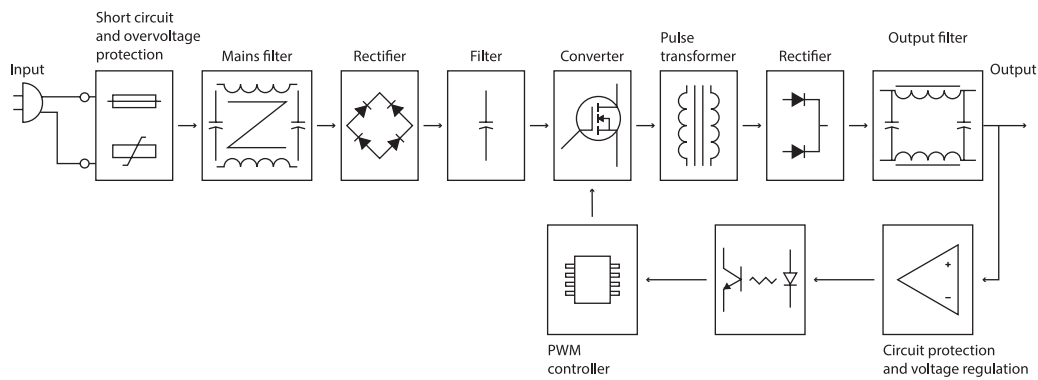 Short circuit
and overvoltage
protection
Input
Mains filter
Rectifier
Filter
Converter
Pulse
transformer
Rectifier
Output filter
Output
+
−
PWM
controller
Circuit protection
and voltage regulation